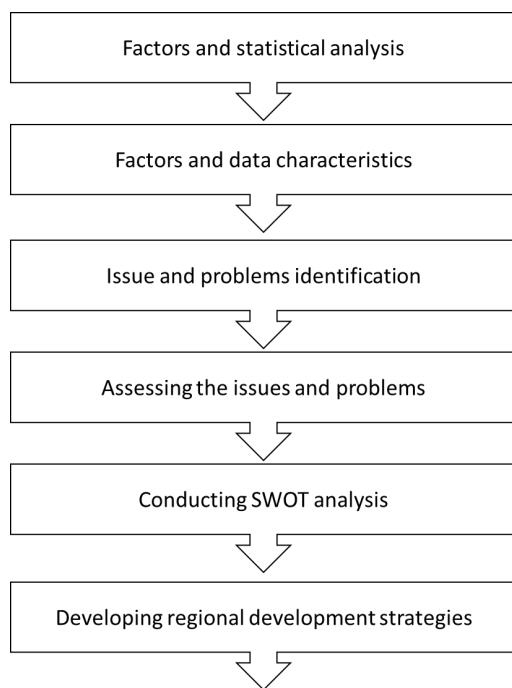 Factors and statistical analysis
Factors and data characteristics
Issue and problems identification
Assessing the issues and problems
Conducting SWOT analysis
Developing regional development strategies